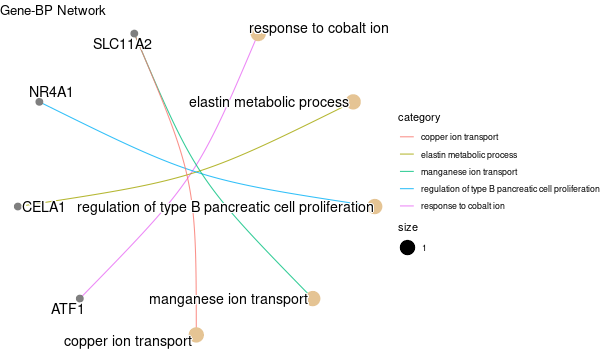 Gene-BP Network
response to cobalt ion
SLC11A2
NR4A1
elastin metabolic process
CELA1
regulation of type B pancreatic cell proliferation
manganese ion transport
ATF1
copper ion transport
category
copper ion transport
elastin metabolic process
manganese ion transport
regulation of type B pancreatic cell proliferation
response to cobalt ion
size
1